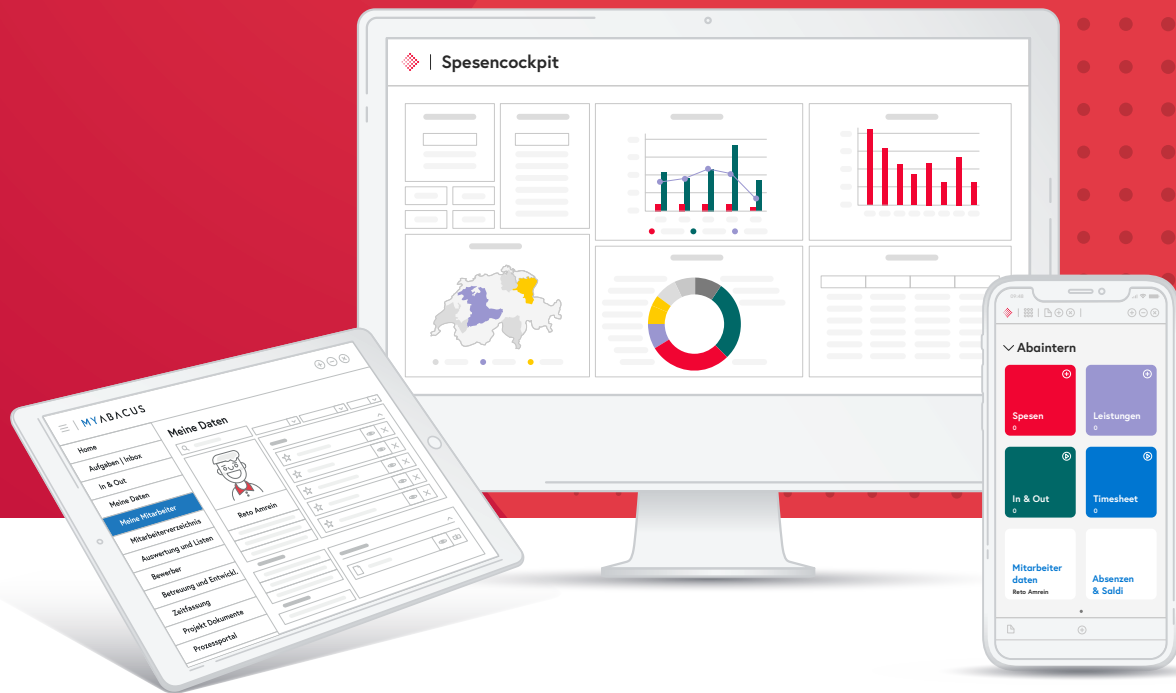 Spesencockpit
MYABACUS
Home
Aufgaben | Inbox
In & Out
Meine Daten
Meine Mitarbeiter
Mitarbeiterverzeichnis
Auswertung und Listen
Bewerber
Betreuung und Entwickl.
Zeitfassung
Projekt Dokumente
Prozessportal
Meine Daten
Reto Amrein
Abaintern
Spesen
0
Leistungen
0
In & Out
0
Timesheet
0
Mitarbeiter
daten
Reto Amrein
Absenzen
& Saldi